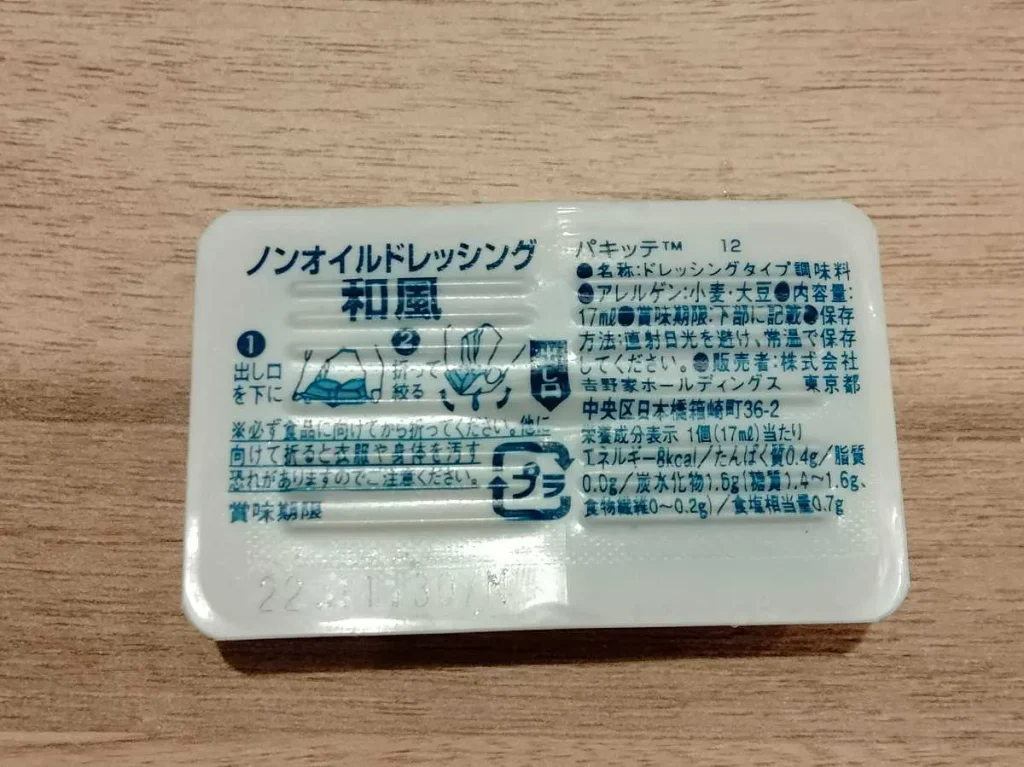 ノンオイルドレッシング
和風
❶
出し口
を下に
❷
折って
絞る
出し口
※必ず食品に向けてから折ってください。他に
向けて折ると衣服や身体を汚す
恐れがありますのでご注意ください。
プラ
賞味期限
22
パキッテ™ 12
●名称:ドレッシングタイプ調味料
●アレルゲン:小麦・大豆●内容量:
17mℓ●賞味期限:下部に記載●保存
方法:直射日光を避け、常温で保存
してください。●販売者:株式会社
𠮷野家ホールディングス 東京都
中央区日本橋箱崎町36-2
栄養成分表示 1個(17mℓ)当たり
エネルギー8kcal/たんぱく質0.4g/脂質
0.0g/炭水化物1.6g(糖質1.4~1.6g、
食物繊維0~0.2g)/食塩相当量0.7g